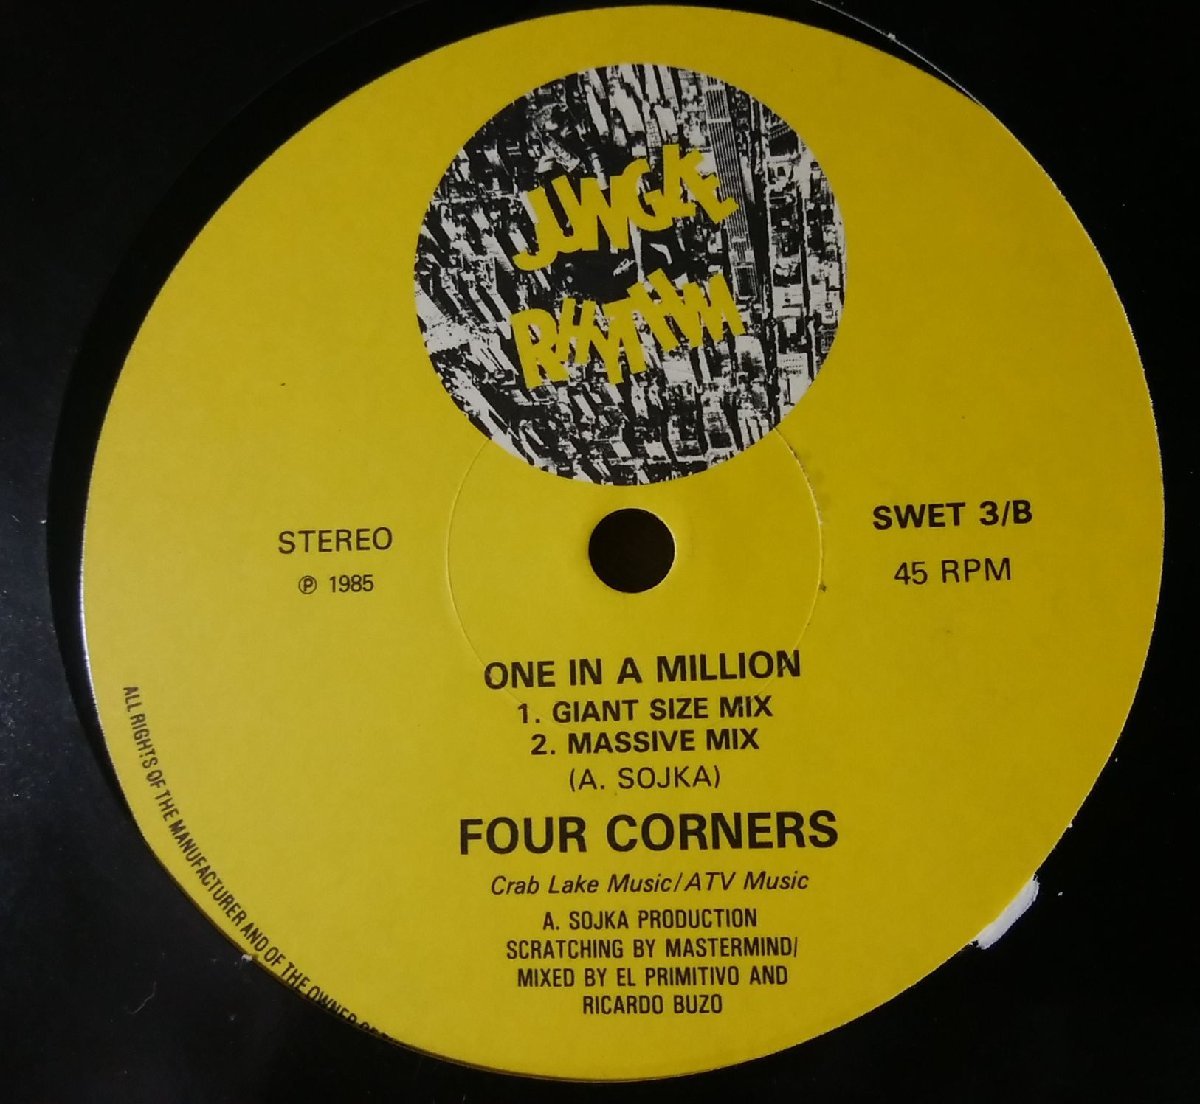 JUNGLE
RHYTHM
STEREO
℗ 1985
SWET 3/B
45 RPM
ONE IN A MILLION
1. GIANT SIZE MIX
2. MASSIVE MIX
(A. SOJKA)
FOUR CORNERS
Crab Lake Music/ATV Music
A. SOJKA PRODUCTION
SCRATCHING BY MASTERMIND/
MIXED BY EL PRIMITIVO AND
RICARDO BUZO
ALL RIGHTS OF THE MANUFACTURER AND OF THE OWNER OF